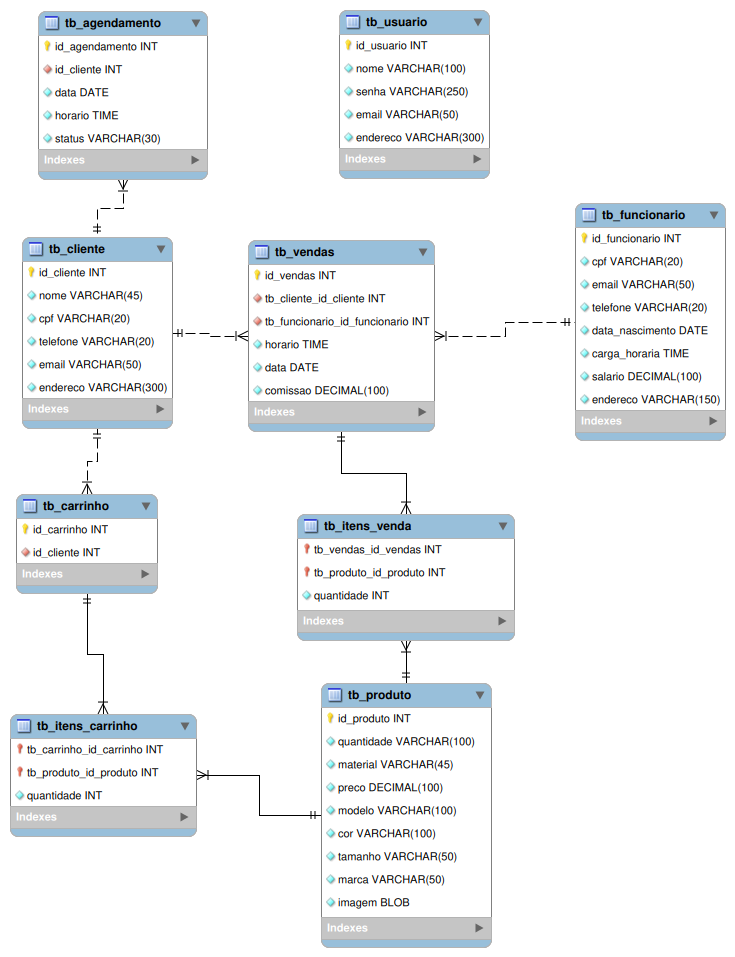 tb_agendamento
id_agendamento INT
id_cliente INT
data DATE
horario TIME
status VARCHAR(30)
Indexes
tb_usuario
id_usuario INT
nome VARCHAR(100)
senha VARCHAR(250)
email VARCHAR(50)
endereco VARCHAR(300)
Indexes
tb_cliente
id_cliente INT
nome VARCHAR(45)
cpf VARCHAR(20)
telefone VARCHAR(20)
email VARCHAR(50)
endereco VARCHAR(300)
Indexes
tb_vendas
id_vendas INT
tb_cliente_id_cliente INT
tb_funcionario_id_funcionario INT
horario TIME
data DATE
comissao DECIMAL(100)
Indexes
tb_funcionario
id_funcionario INT
cpf VARCHAR(20)
email VARCHAR(50)
telefone VARCHAR(20)
data_nascimento DATE
carga_horaria TIME
salario DECIMAL(100)
endereco VARCHAR(150)
Indexes
tb_carrinho
id_carrinho INT
id_cliente INT
Indexes
tb_itens_venda
tb_vendas_id_vendas INT
tb_produto_id_produto INT
quantidade INT
Indexes
tb_itens_carrinho
tb_carrinho_id_carrinho INT
tb_produto_id_produto INT
quantidade INT
Indexes
tb_produto
id_produto INT
quantidade VARCHAR(100)
material VARCHAR(45)
preco DECIMAL(100)
modelo VARCHAR(100)
cor VARCHAR(100)
tamanho VARCHAR(50)
marca VARCHAR(50)
imagem BLOB
Indexes